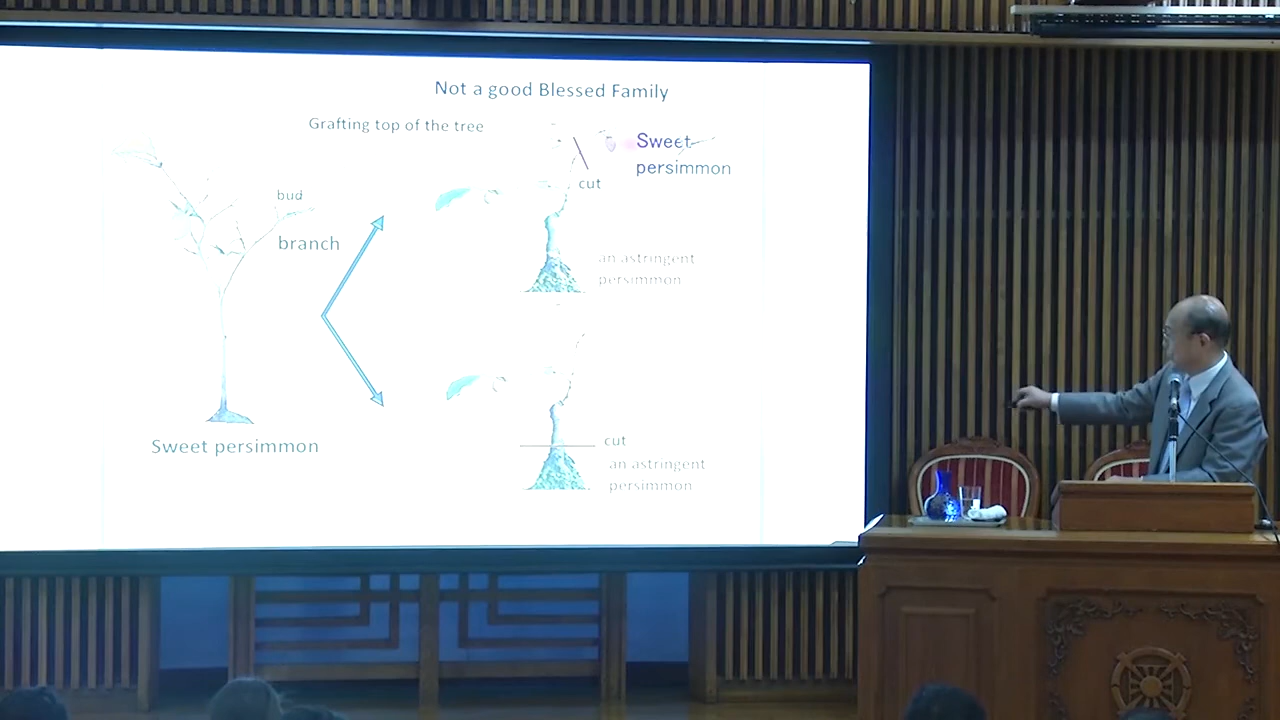 Not a good Blessed Family
Grafting top of the tree
Sweet
persimmon
cut
bud
branch
an astringent
persimmon
Sweet persimmon
cut
an astringent
persimmon